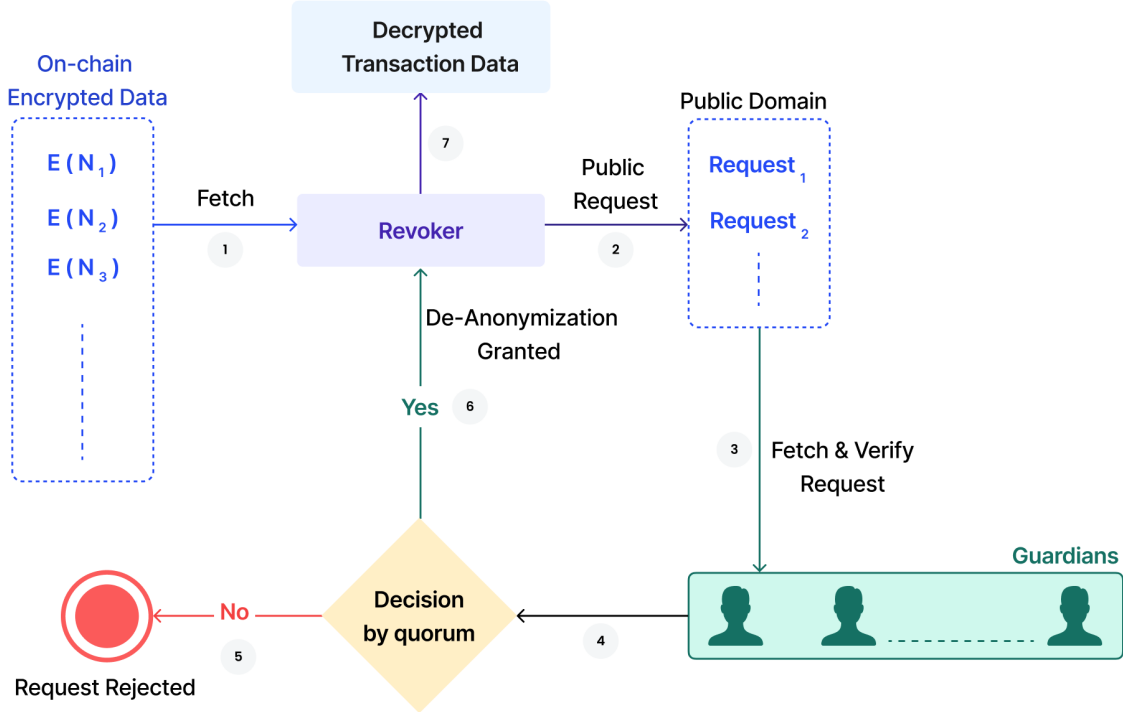 Decrypted
Transaction Data
On-chain
Encrypted Data
Public Domain
7
E ( N 1 )
Request 1
Public
Request
Fetch
E ( N 2 )
Request 2
Revoker
1
2
E ( N 3 )
De-Anonymization
Granted
Yes
6
3
Fetch & Verify
Request
Guardians
Decision
by quorum
No
4
5
Request Rejected